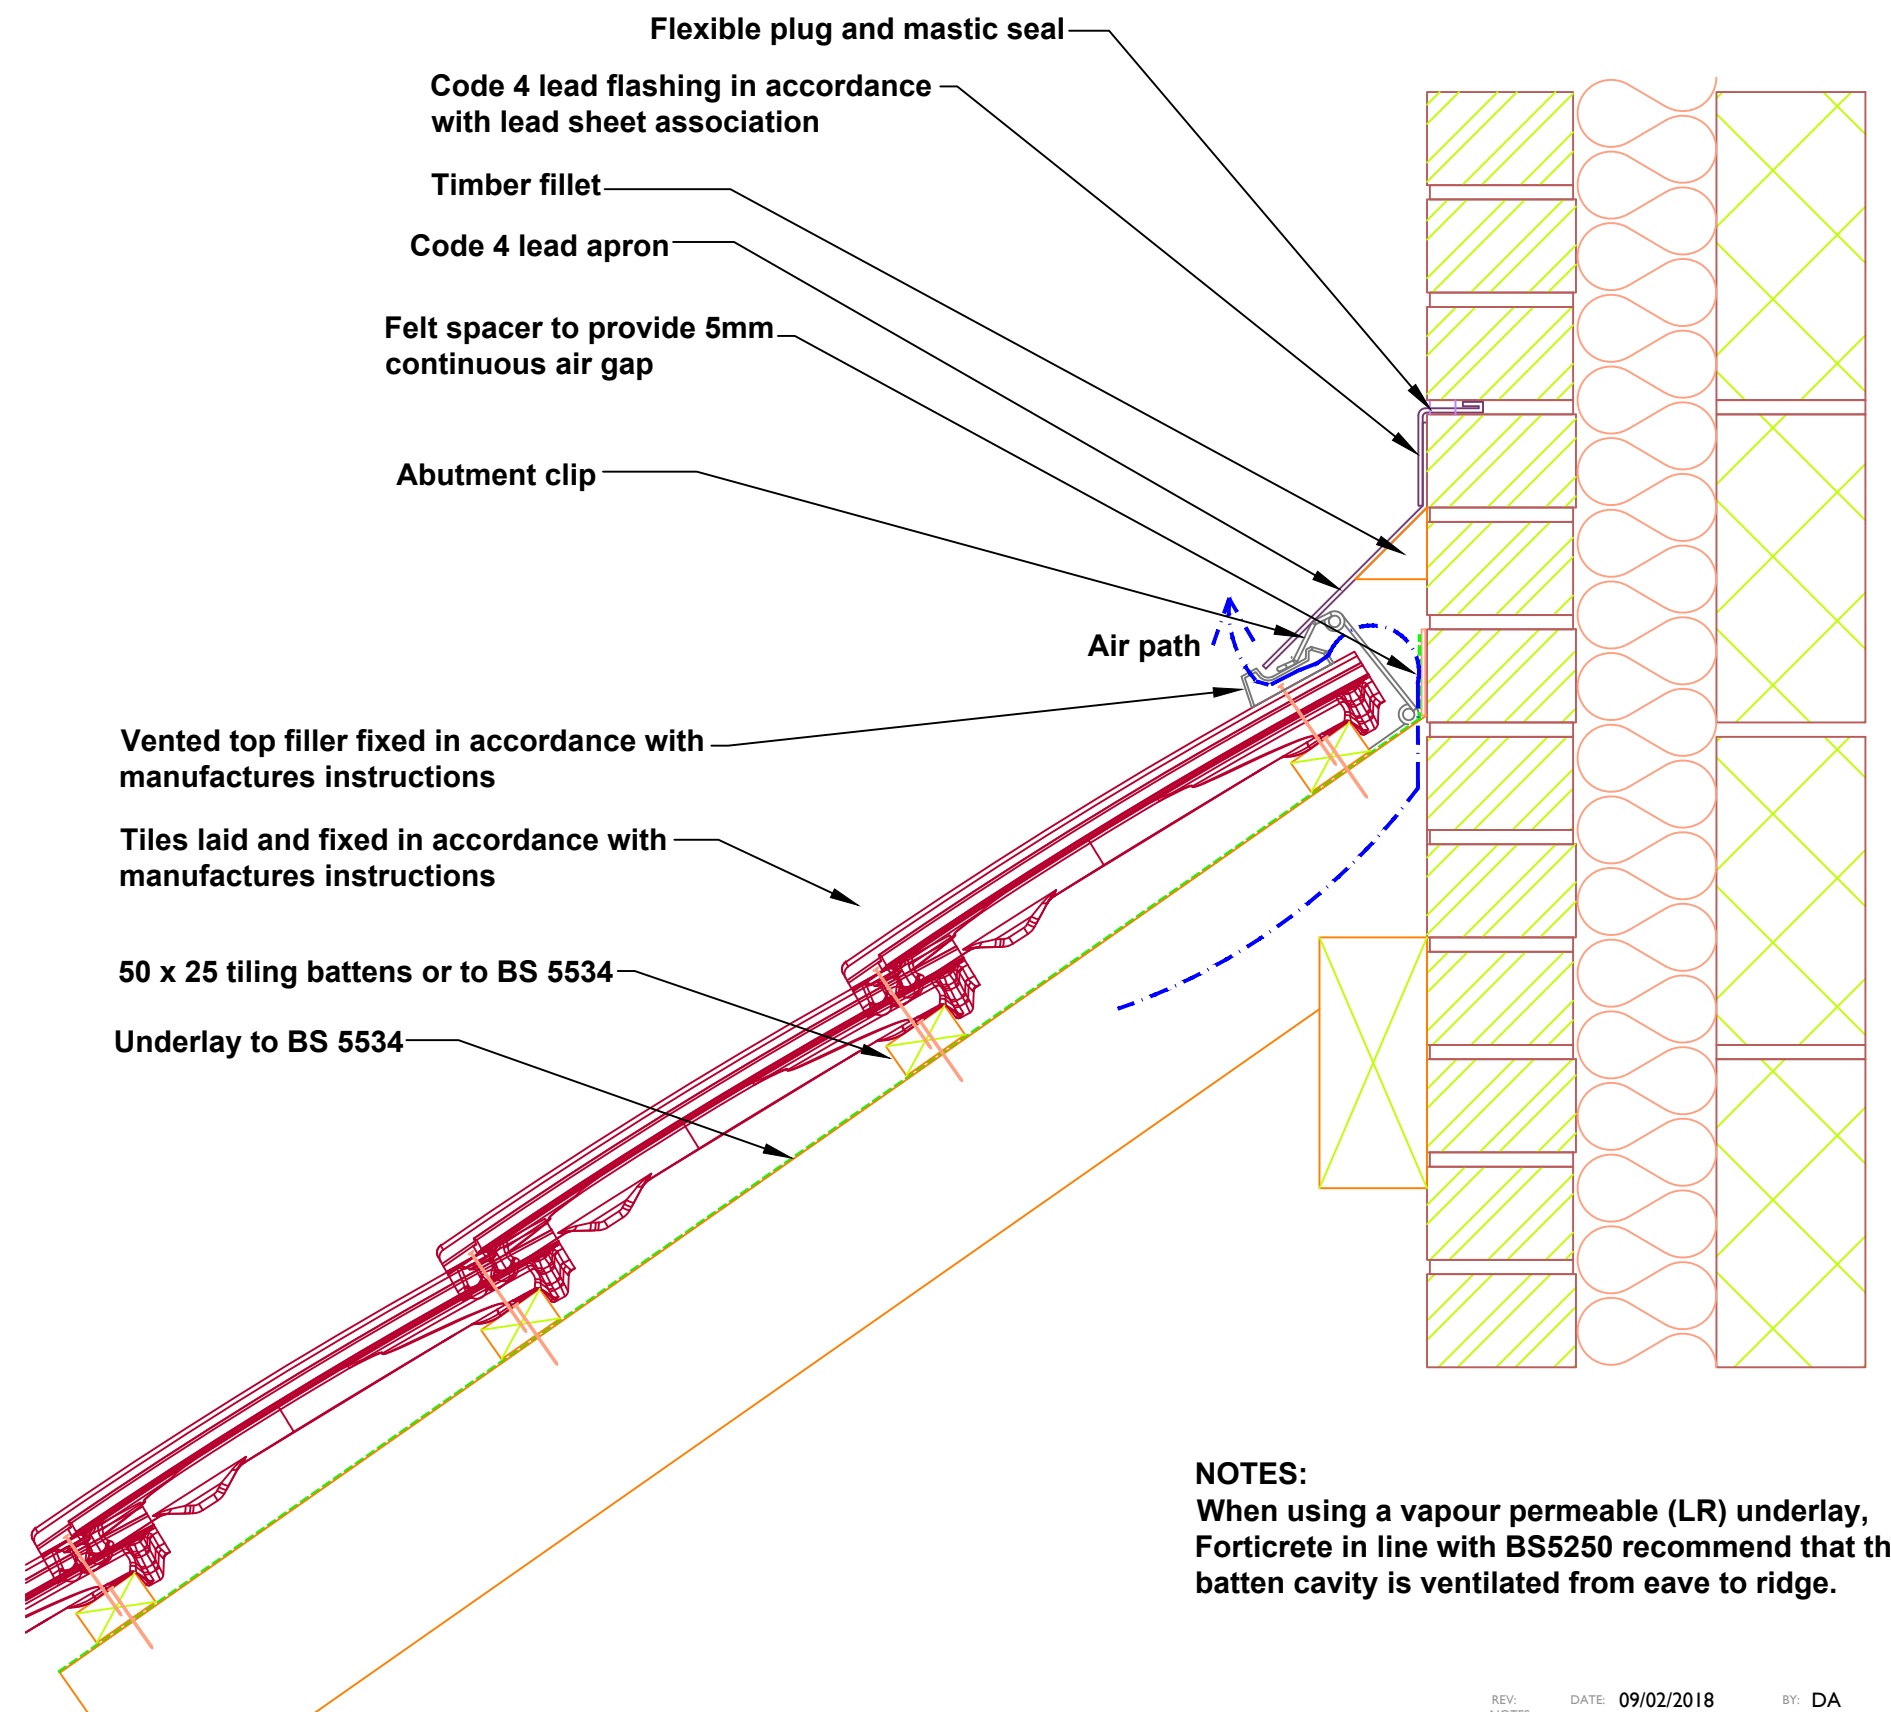 Flexible plug and mastic seal
Code 4 lead flashing in accordance
with lead sheet association
Timber fillet
Code 4 lead apron
Felt spacer to provide 5mm
continuous air gap
Abutment clip
Air path
Vented top filler fixed in accordance with
manufactures instructions
Tiles laid and fixed in accordance with
manufactures instructions
50 x 25 tiling battens or to BS 5534
Underlay to BS 5534
NOTES:
When using a vapour permeable (LR) underlay,
Forticrete in line with BS5250 recommend that th
batten cavity is ventilated from eave to ridge.
REV: DATE: 09/02/2018 BY: DA